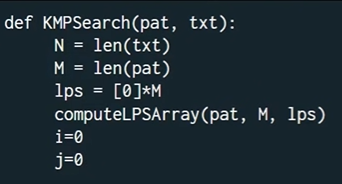 def KMPSearch(pat, txt):
    N = len(txt)
    M = len(pat)
    lps = [0]*M
    computeLPSArray(pat, M, lps)
    i=0
    j=0